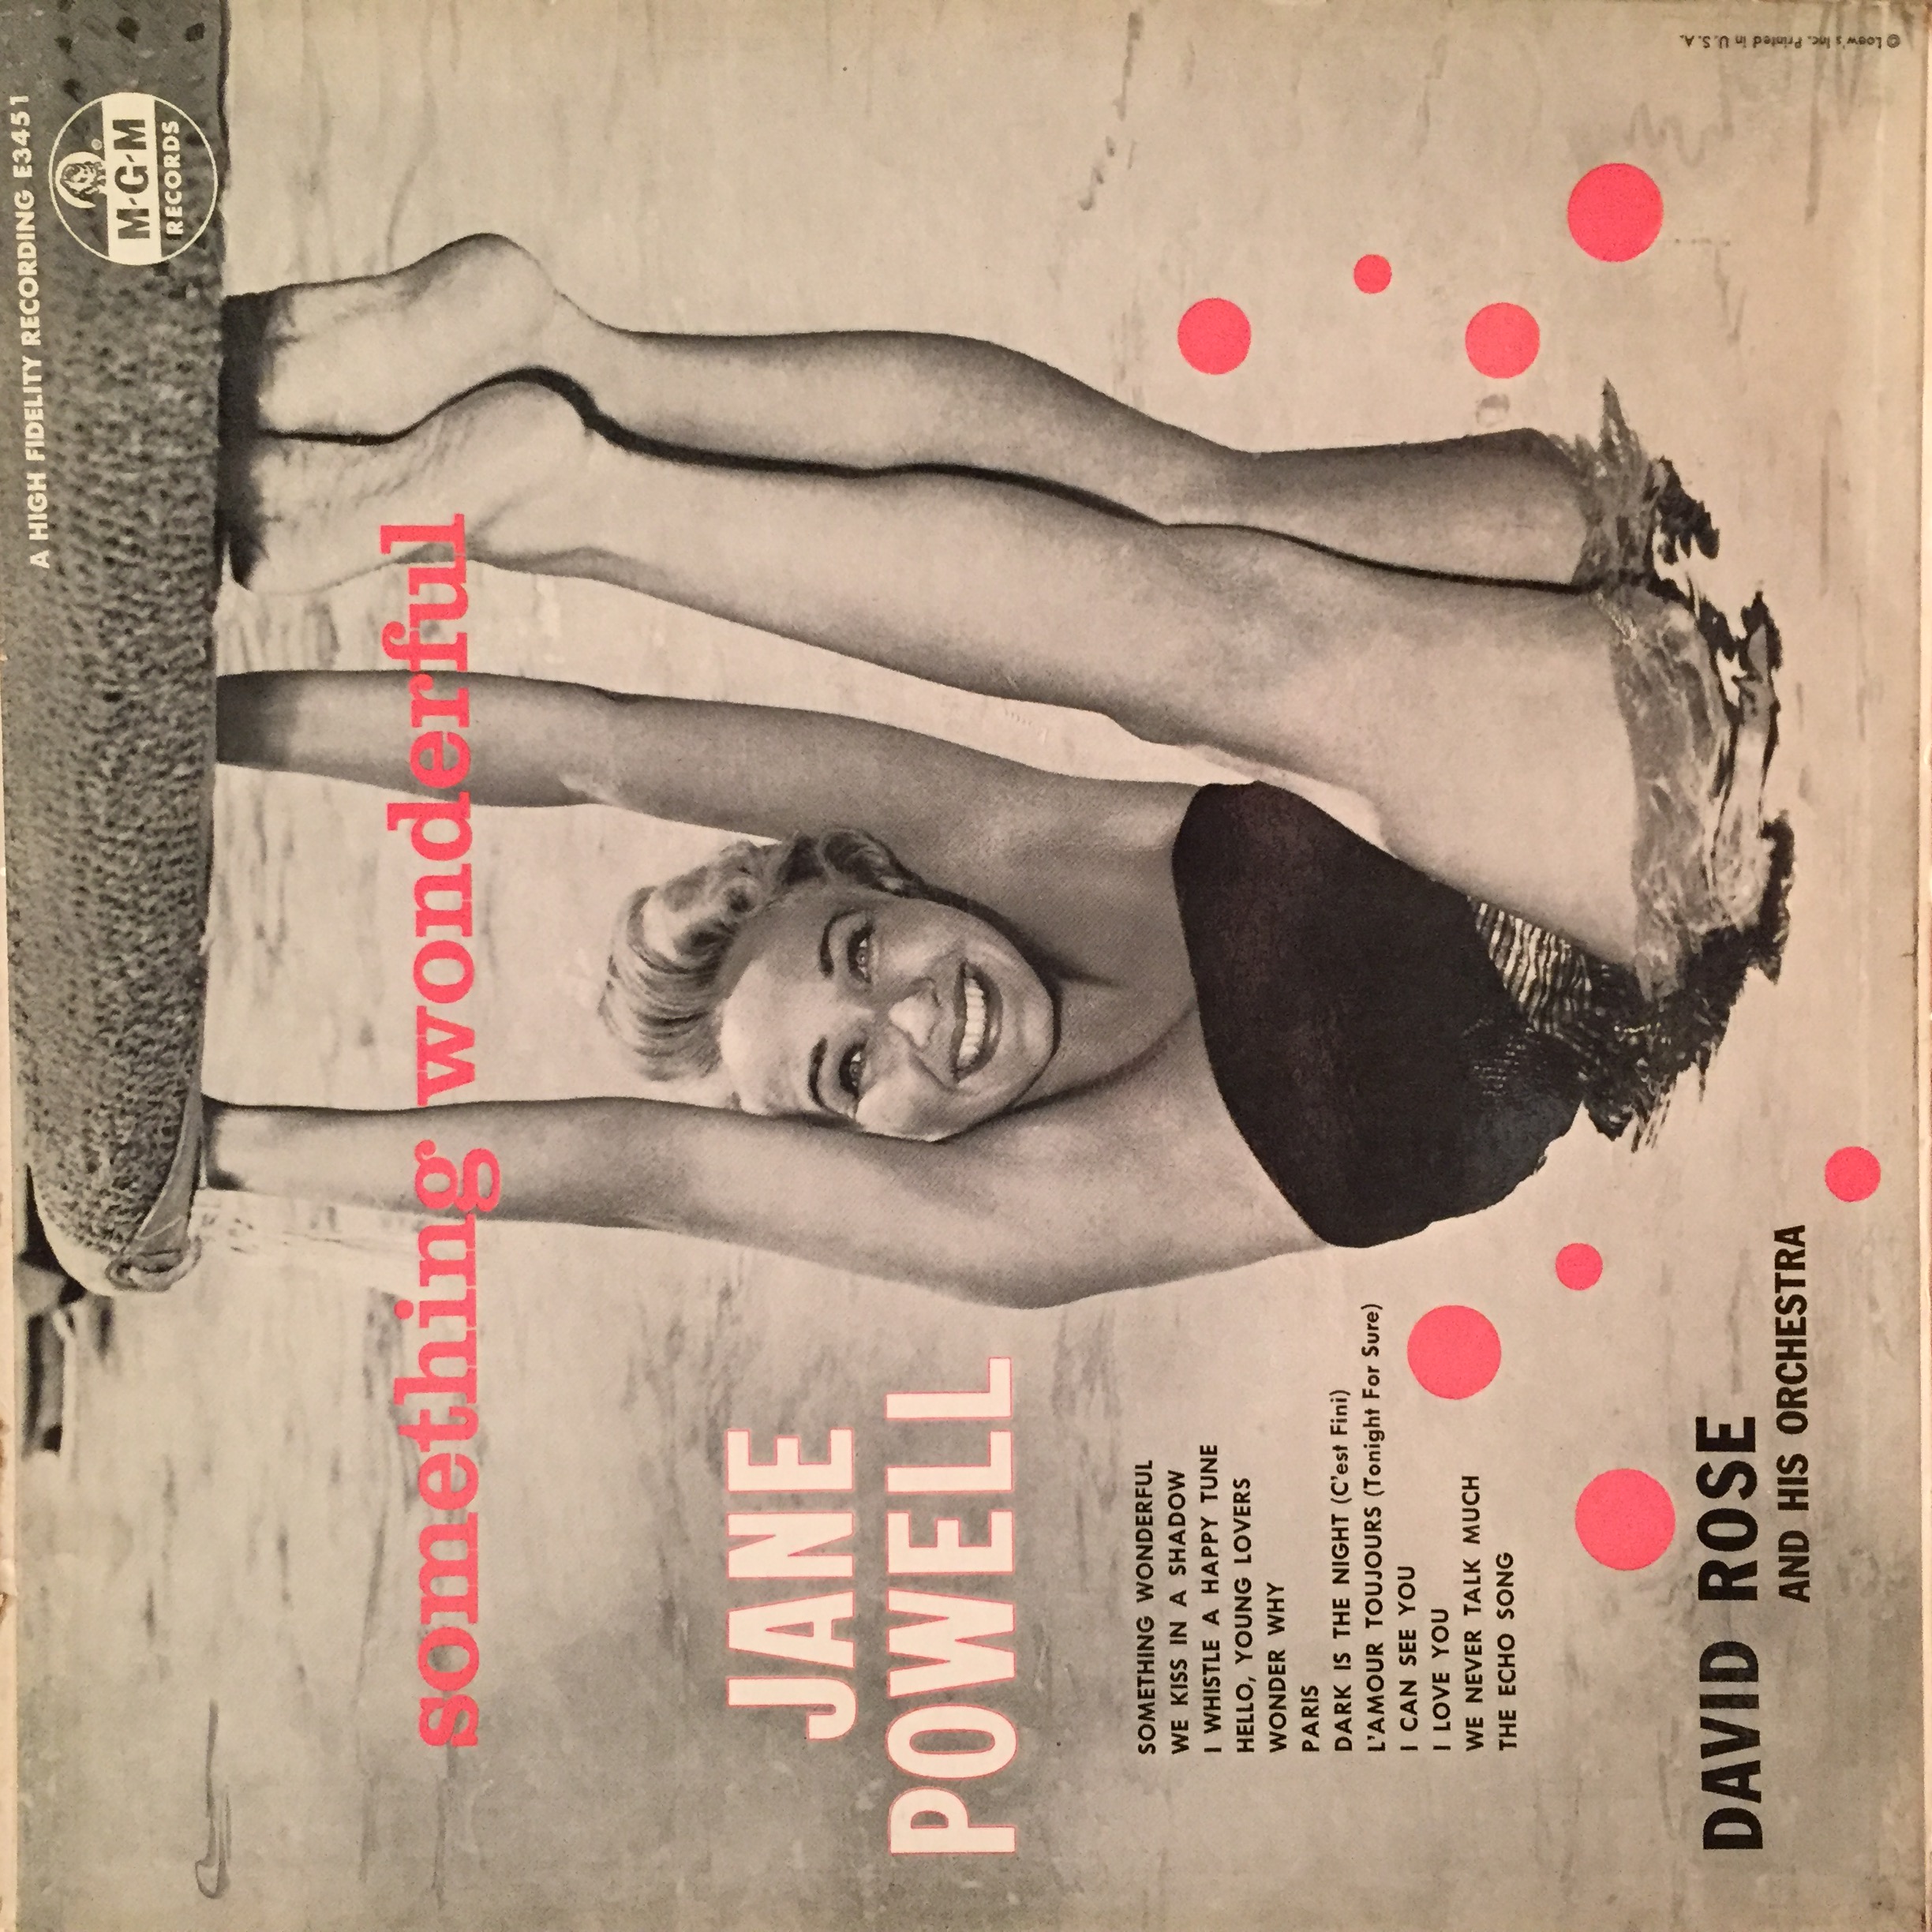 A HIGH FIDELITY RECORDING E3451
M-G-M
RECORDS
something wonderful
JANE
POWELL
SOMETHING WONDERFUL
WE KISS IN A SHADOW
I WHISTLE A HAPPY TUNE
HELLO, YOUNG LOVERS
WONDER WHY
PARIS
DARK IS THE NIGHT (C'est Fini)
L'AMOUR TOUJOURS (Tonight For Sure)
I CAN SEE YOU
I LOVE YOU
WE NEVER TALK MUCH
THE ECHO SONG
DAVID ROSE
AND HIS ORCHESTRA
© Loew's Inc. Printed in U.S.A.